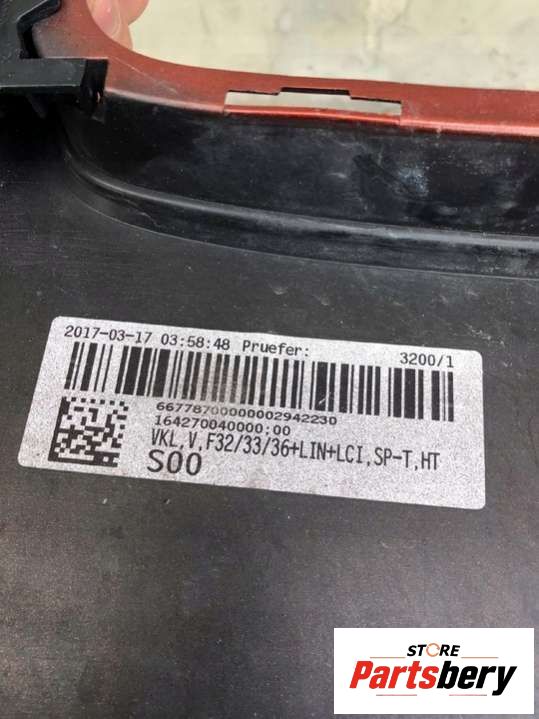 2017-03-17 03:58:48 Pruefer: 3200/1
66778700000002942230
164270040000;00
VKL,V,F32/33/36+LIN+LCI,SP-T,HT
S00
STORE
Partsbery